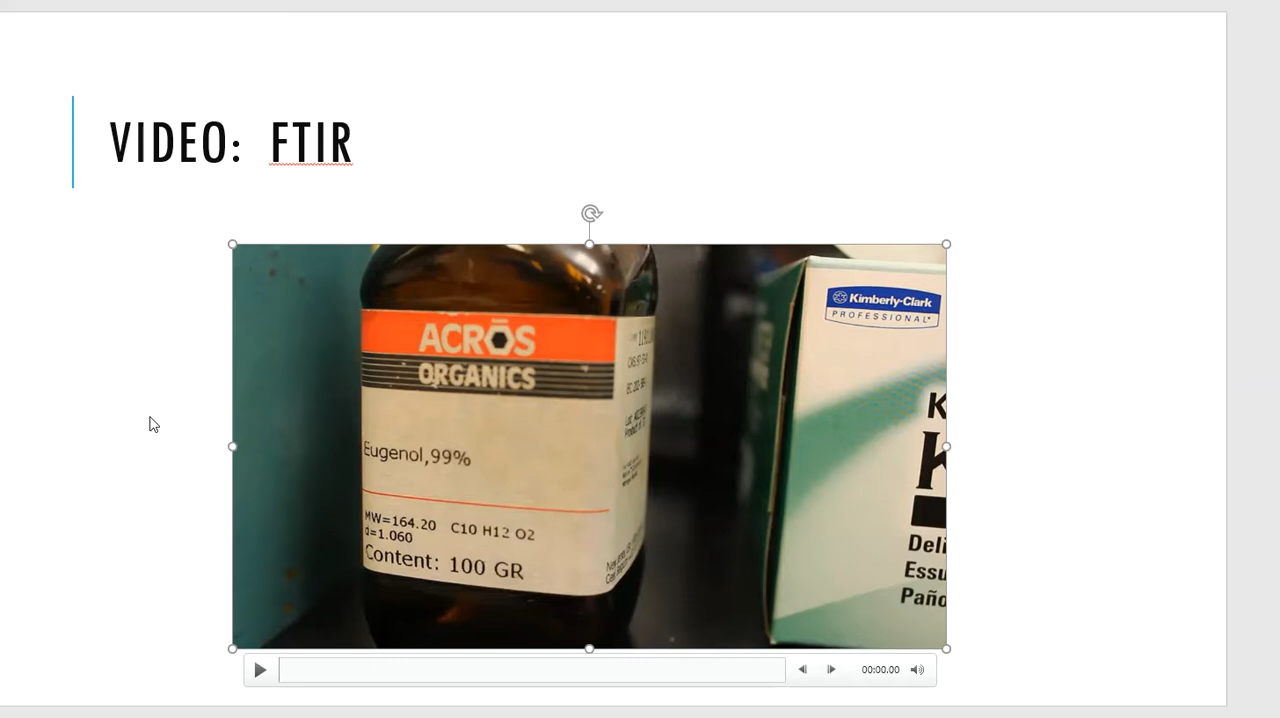 VIDEO: FTIR
ACROS
ORGANICS
Eugenol,99%
MW=164.20 C10 H12 O2
d=1.060
Content: 100 GR
Kimberly-Clark
PROFESSIONAL*
K
K
Deli
Essu
Paño
00:00.00